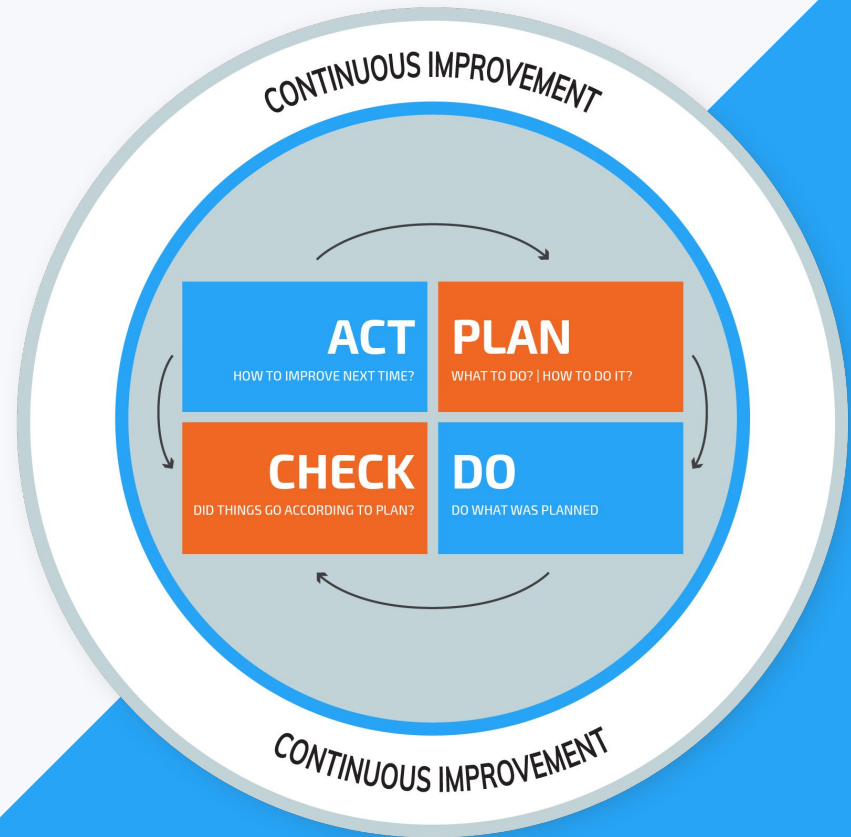 CONTINUOUS IMPROVEMENT
ACT
HOW TO IMPROVE NEXT TIME?
PLAN
WHAT TO DO? | HOW TO DO IT?
CHECK
DID THINGS GO ACCORDING TO PLAN?
DO
DO WHAT WAS PLANNED
CONTINUOUS IMPROVEMENT